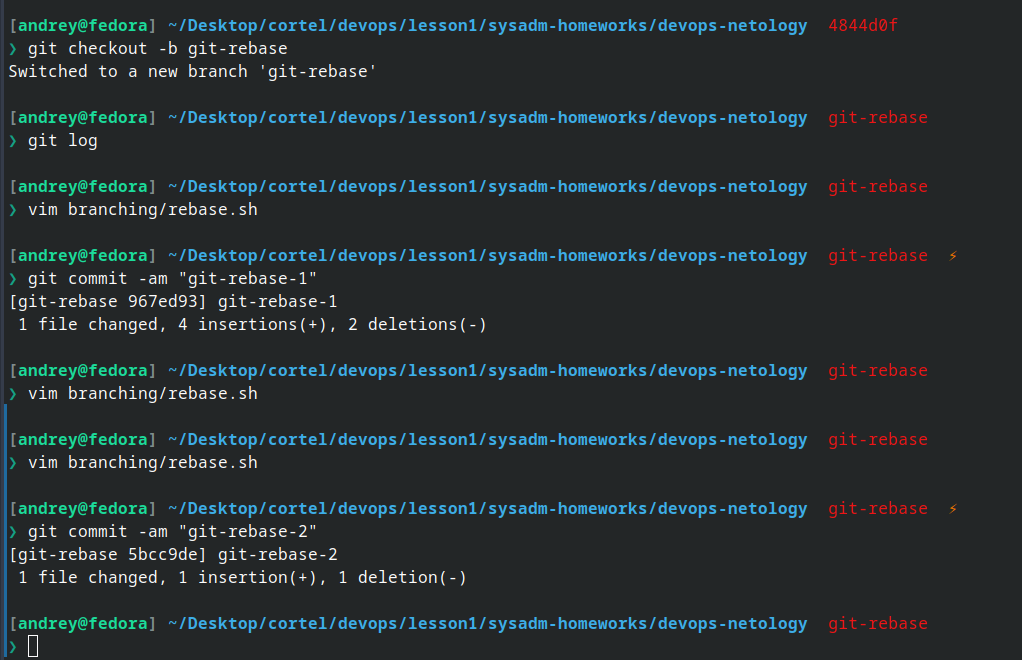 [andrey@fedora] ~/Desktop/cortel/devops/lesson1/sysadm-homeworks/devops-netology 4844d0f
❯ git checkout -b git-rebase
Switched to a new branch 'git-rebase'
[andrey@fedora] ~/Desktop/cortel/devops/lesson1/sysadm-homeworks/devops-netology git-rebase
❯ git log
[andrey@fedora] ~/Desktop/cortel/devops/lesson1/sysadm-homeworks/devops-netology git-rebase
❯ vim branching/rebase.sh
[andrey@fedora] ~/Desktop/cortel/devops/lesson1/sysadm-homeworks/devops-netology git-rebase ⚡
❯ git commit -am "git-rebase-1"
[git-rebase 967ed93] git-rebase-1
1 file changed, 4 insertions(+), 2 deletions(-)
[andrey@fedora] ~/Desktop/cortel/devops/lesson1/sysadm-homeworks/devops-netology git-rebase
❯ vim branching/rebase.sh
[andrey@fedora] ~/Desktop/cortel/devops/lesson1/sysadm-homeworks/devops-netology git-rebase
❯ vim branching/rebase.sh
[andrey@fedora] ~/Desktop/cortel/devops/lesson1/sysadm-homeworks/devops-netology git-rebase ⚡
❯ git commit -am "git-rebase-2"
[git-rebase 5bcc9de] git-rebase-2
1 file changed, 1 insertion(+), 1 deletion(-)
[andrey@fedora] ~/Desktop/cortel/devops/lesson1/sysadm-homeworks/devops-netology git-rebase
❯